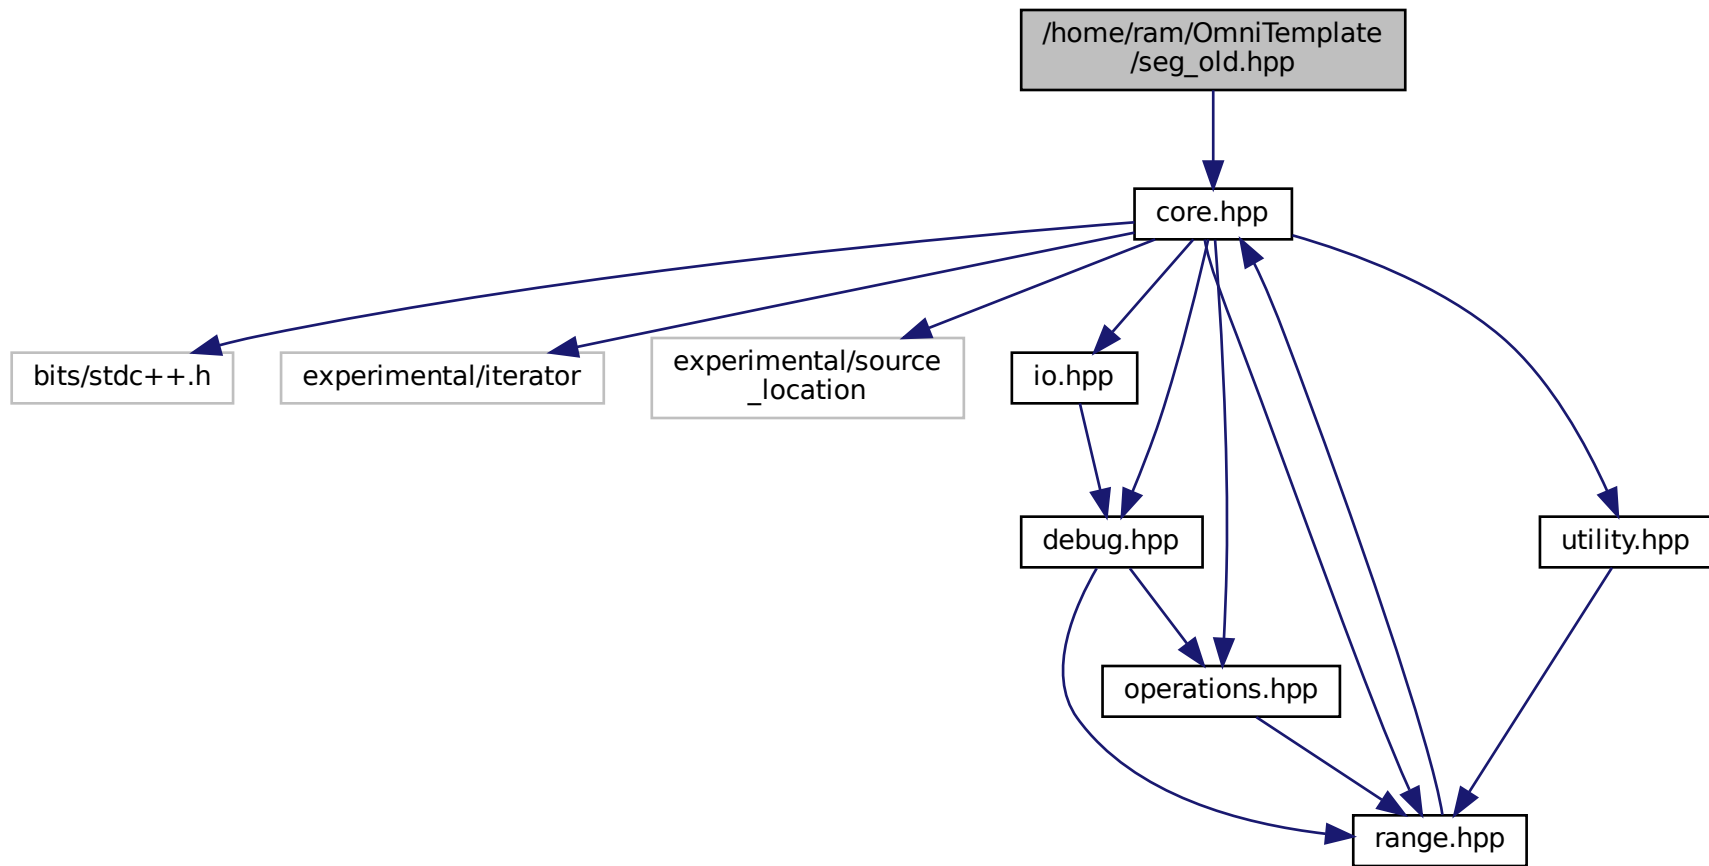 /home/ram/OmniTemplate
/seg_old.hpp
core.hpp
bits/stdc++.h
experimental/iterator
experimental/source
_location
io.hpp
debug.hpp
utility.hpp
operations.hpp
range.hpp